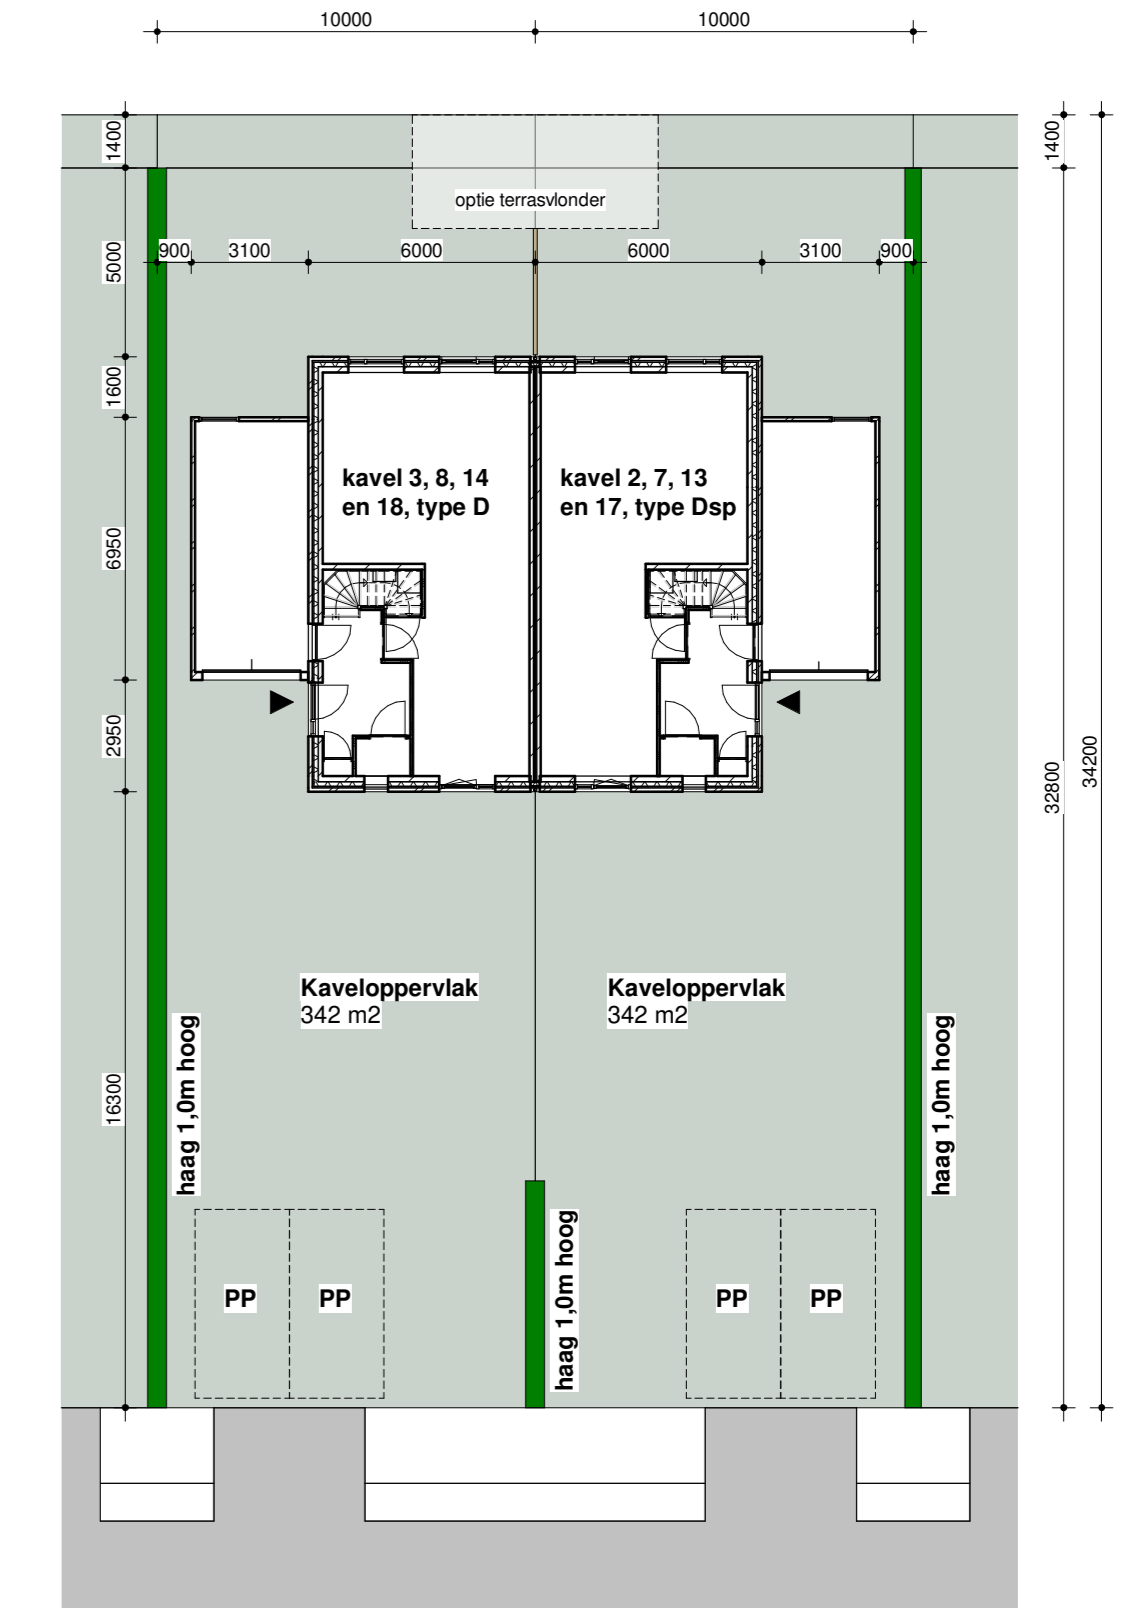 10000 10000
1400 1400
optie terrasvlonder
5000
900 3100 6000 6000 3100 900
1600
kavel 3, 8, 14
en 18, type D
kavel 2, 7, 13
en 17, type Dsp
6950
2950
32800
34200
Kaveloppervlak
342 m2
Kaveloppervlak
342 m2
16300
haag 1,0m hoog
haag 1,0m hoog
haag 1,0m hoog
PP PP PP PP